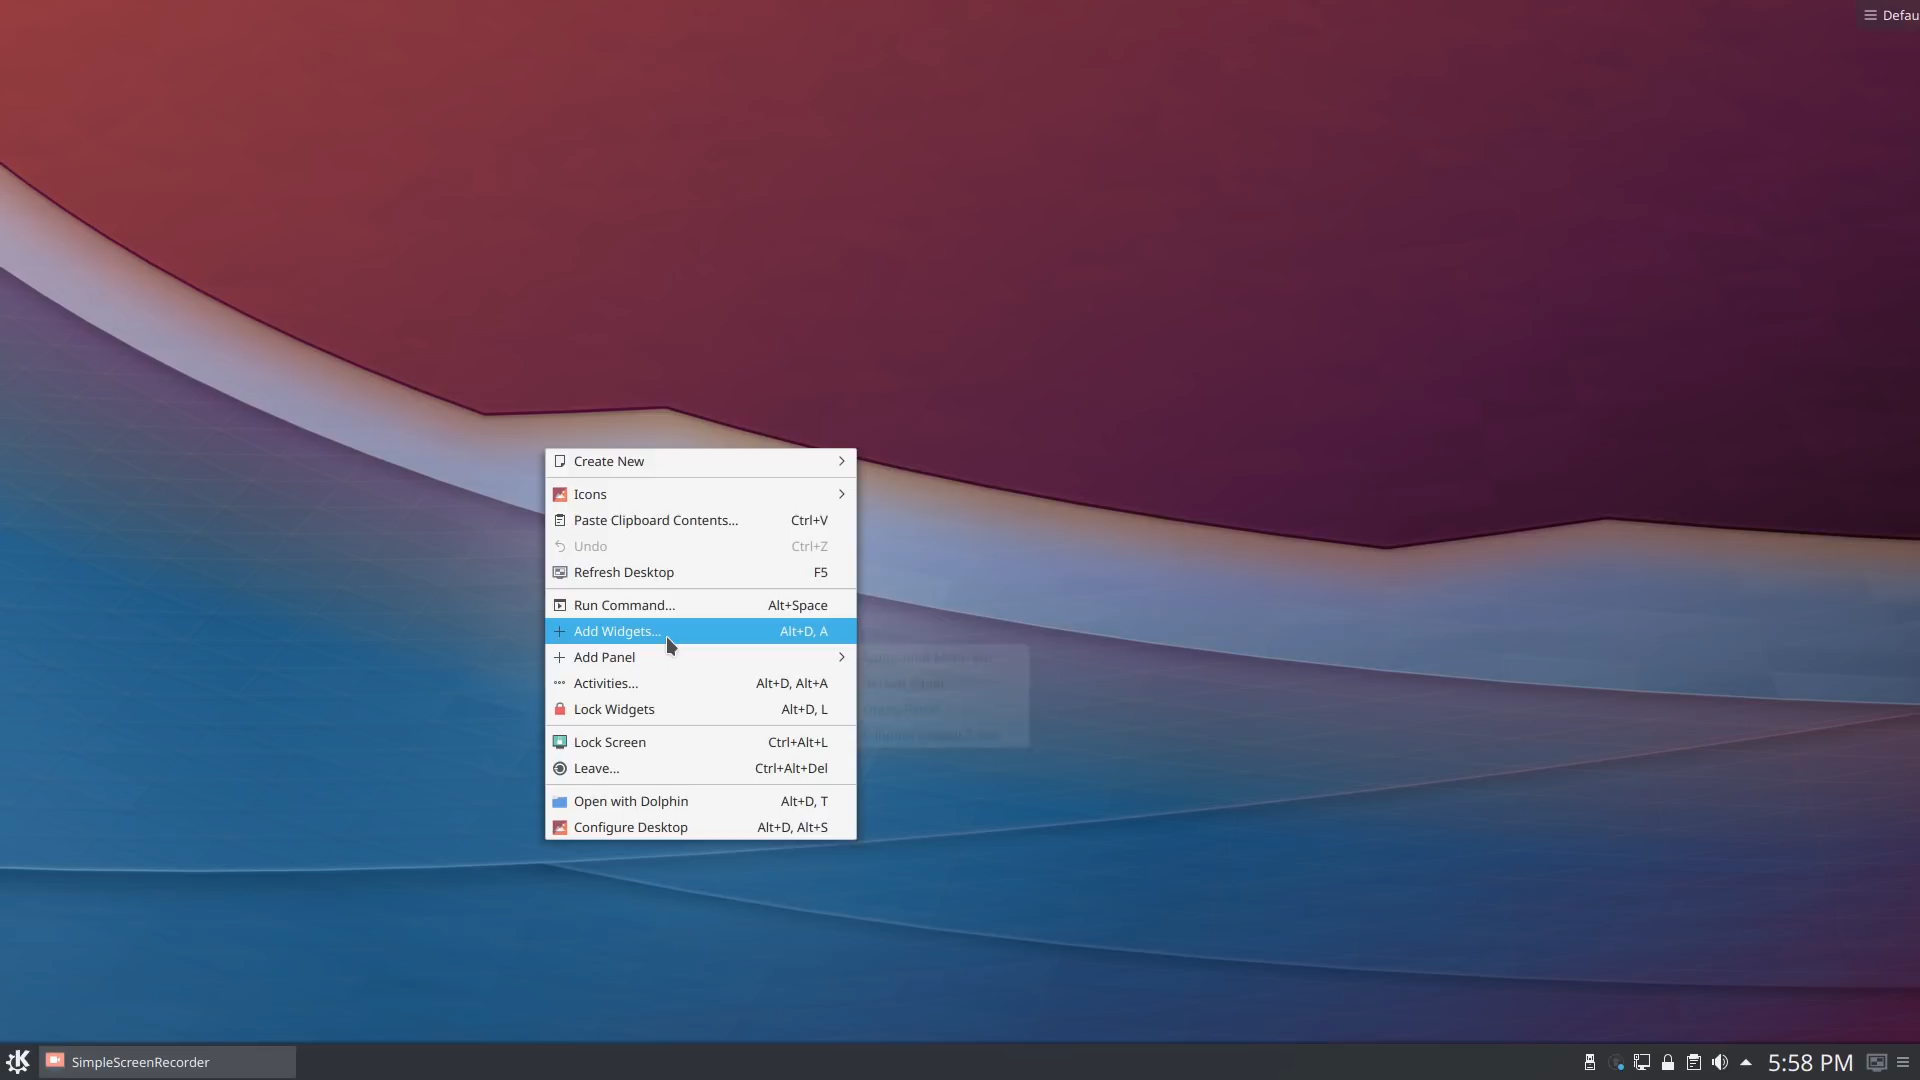 Defau
Create New
Icons
Paste Clipboard Contents... Ctrl+V
Undo Ctrl+Z
Refresh Desktop F5
Run Command... Alt+Space
Add Widgets... Alt+D, A
Add Panel
Activities... Alt+D, Alt+A
Lock Widgets Alt+D, L
Lock Screen Ctrl+Alt+L
Leave... Ctrl+Alt+Del
Open with Dolphin Alt+D, T
Configure Desktop Alt+D, Alt+S
SimpleScreenRecorder
5:58 PM